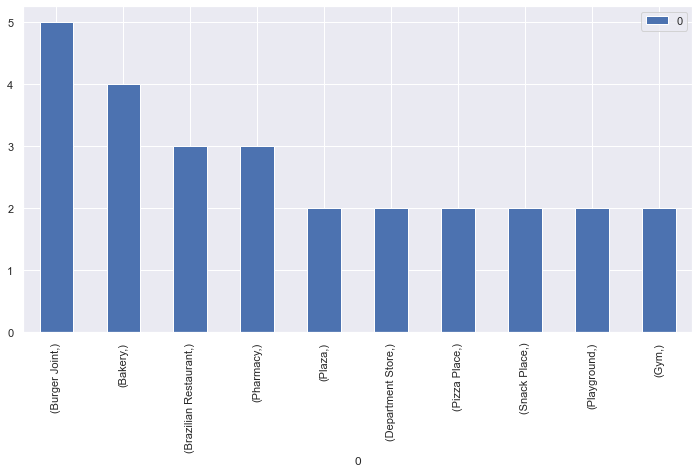 0
5
4
3
2
1
0
(Burger Joint,)
(Bakery,)
(Brazilian Restaurant,)
(Pharmacy,)
(Plaza,)
(Department Store,)
(Pizza Place,)
(Snack Place,)
(Playground,)
(Gym,)
0